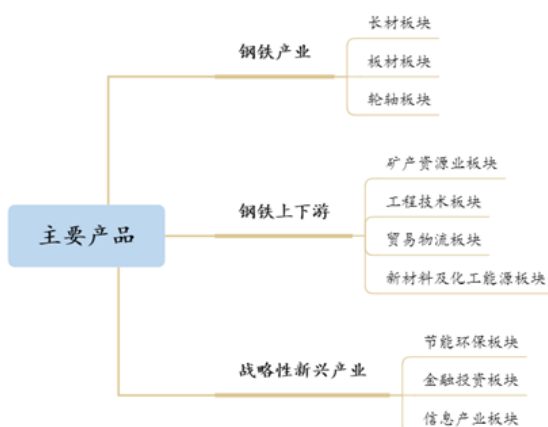 主要产品
钢铁产业
长材板块
板材板块
轮轴板块
钢铁上下游
矿产资源业板块
工程技术板块
贸易物流板块
新材料及化工能源板块
战略性新兴产业
节能环保板块
金融投资板块
信息产业板块